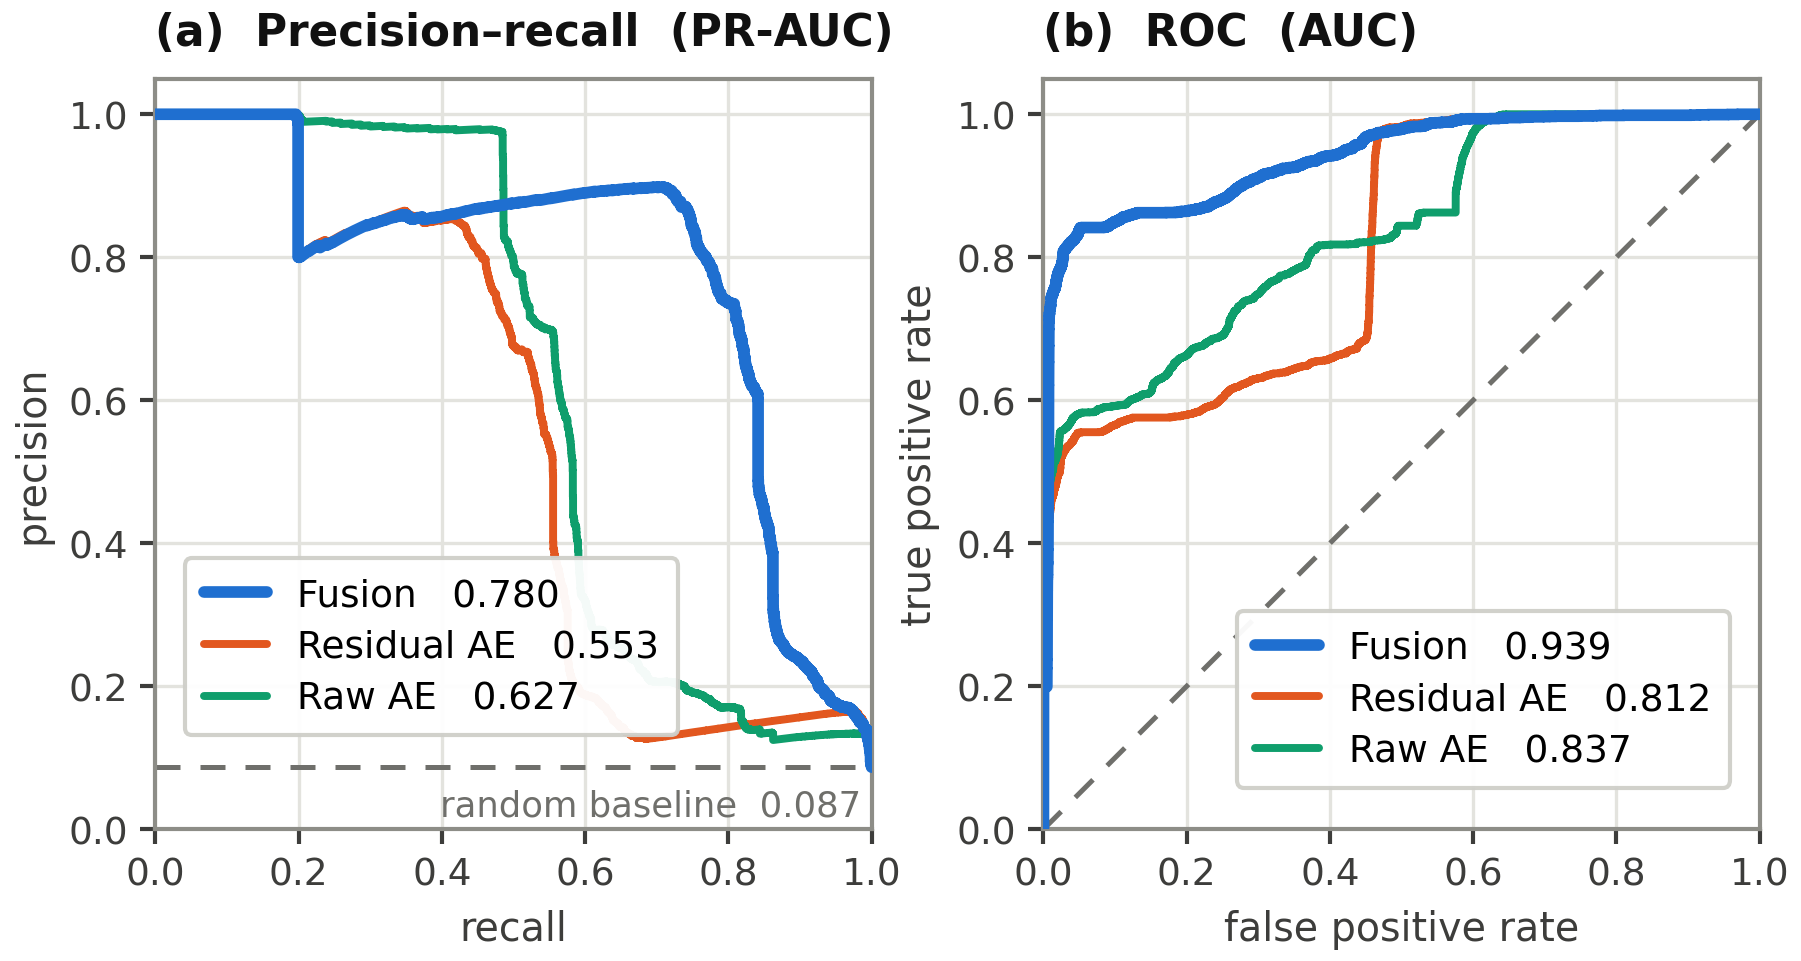 (a)  Precision–recall  (PR-AUC)
1.0
0.8
0.6
0.4
0.2
0.0
precision
Fusion   0.780
Residual AE   0.553
Raw AE   0.627
random baseline  0.087
0.0 0.2 0.4 0.6 0.8 1.0
recall
(b)  ROC  (AUC)
1.0
0.8
0.6
0.4
0.2
0.0
true positive rate
Fusion   0.939
Residual AE   0.812
Raw AE   0.837
0.0 0.2 0.4 0.6 0.8 1.0
false positive rate